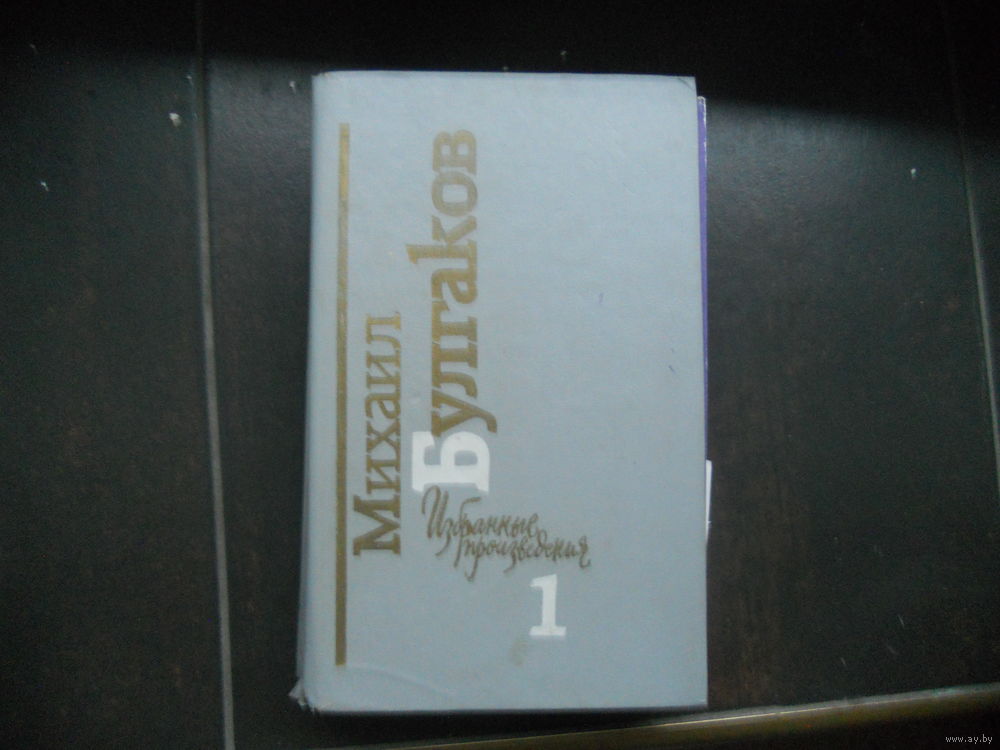 Михаил
Булгаков
Избранные
произведения
1
www.ay.by